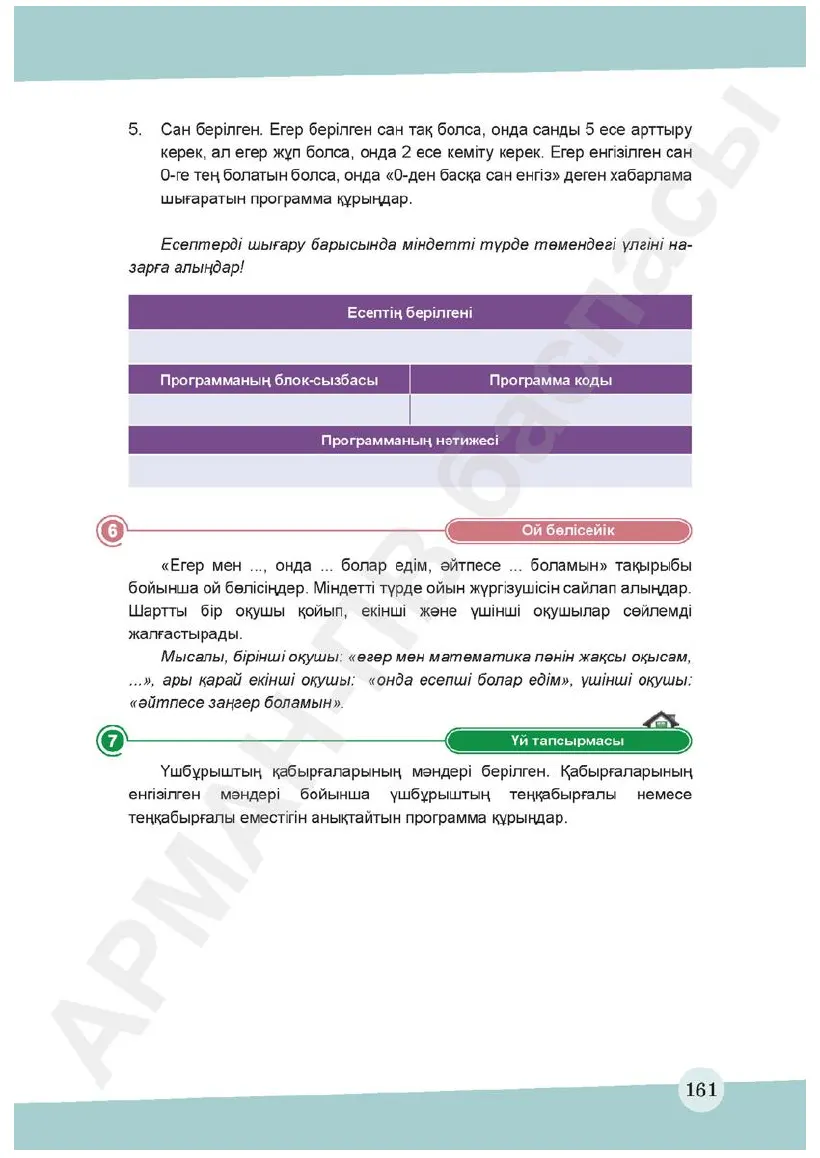 5. Сан берілген. Егер берілген сан тақ болса, онда санды 5 есе арттыру
керек, ал егер жұп болса, онда 2 есе кеміту керек. Егер енгізілген сан
0-ге тең болатын болса, онда «0-ден басқа сан енгіз» деген хабарлама
шығаратын программа құрыңдар.
Есептерді шығару барысында міндетті түрде төмендегі үлгіні на-
зарға алыңдар!
Есептің берілгені
Программаның блок-сызбасы Программа коды
Программаның нәтижесі
6 Ой бөлісейік
«Егер мен ..., онда ... болар едім, әйтпесе ... боламын» тақырыбы
бойынша ой бөлісіңдер. Міндетті түрде ойын жүргізушісін сайлап алыңдар.
Шартты бір оқушы қойып, екінші және үшінші оқушылар сөйлемді
жалғастырады.
Мысалы, бірінші оқушы: «егер мен математика пәнін жақсы оқысам,
...», ары қарай екінші оқушы: «онда есепші болар едім», үшінші оқушы:
«әйтпесе заңгер боламын».
7 Үй тапсырмасы
Үшбұрыштың қабырғаларының мәндері берілген. Қабырғаларының
енгізілген мәндері бойынша үшбұрыштың теңқабырғалы немесе
теңқабырғалы еместігін анықтайтын программа құрыңдар.
АРМАН-ПВ баспасы
161